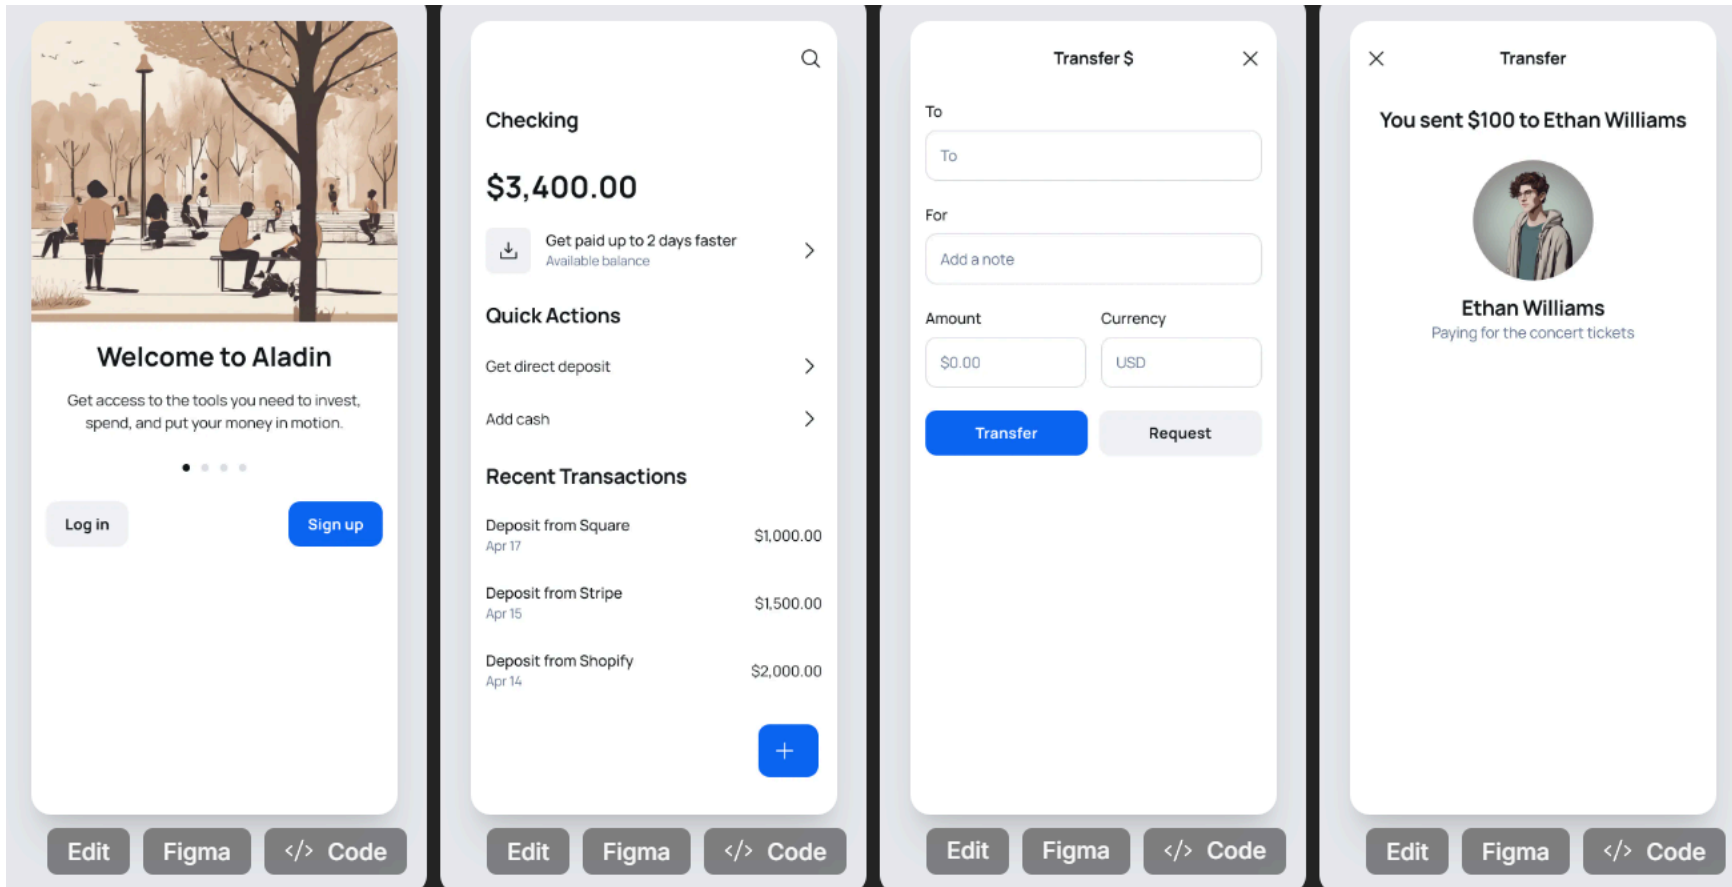 Welcome to Aladin
Get access to the tools you need to invest,
spend, and put your money in motion.
Log in
Sign up
Edit
Figma
</> Code
Checking
$3,400.00
Get paid up to 2 days faster
Available balance
Quick Actions
Get direct deposit
Add cash
Recent Transactions
Deposit from Square
Apr 17
$1,000.00
Deposit from Stripe
Apr 15
$1,500.00
Deposit from Shopify
Apr 14
$2,000.00
Edit
Figma
</> Code
Transfer $
To
To
For
Add a note
Amount
Currency
$0.00
USD
Transfer
Request
Edit
Figma
</> Code
Transfer
You sent $100 to Ethan Williams
Ethan Williams
Paying for the concert tickets
Edit
Figma
</> Code